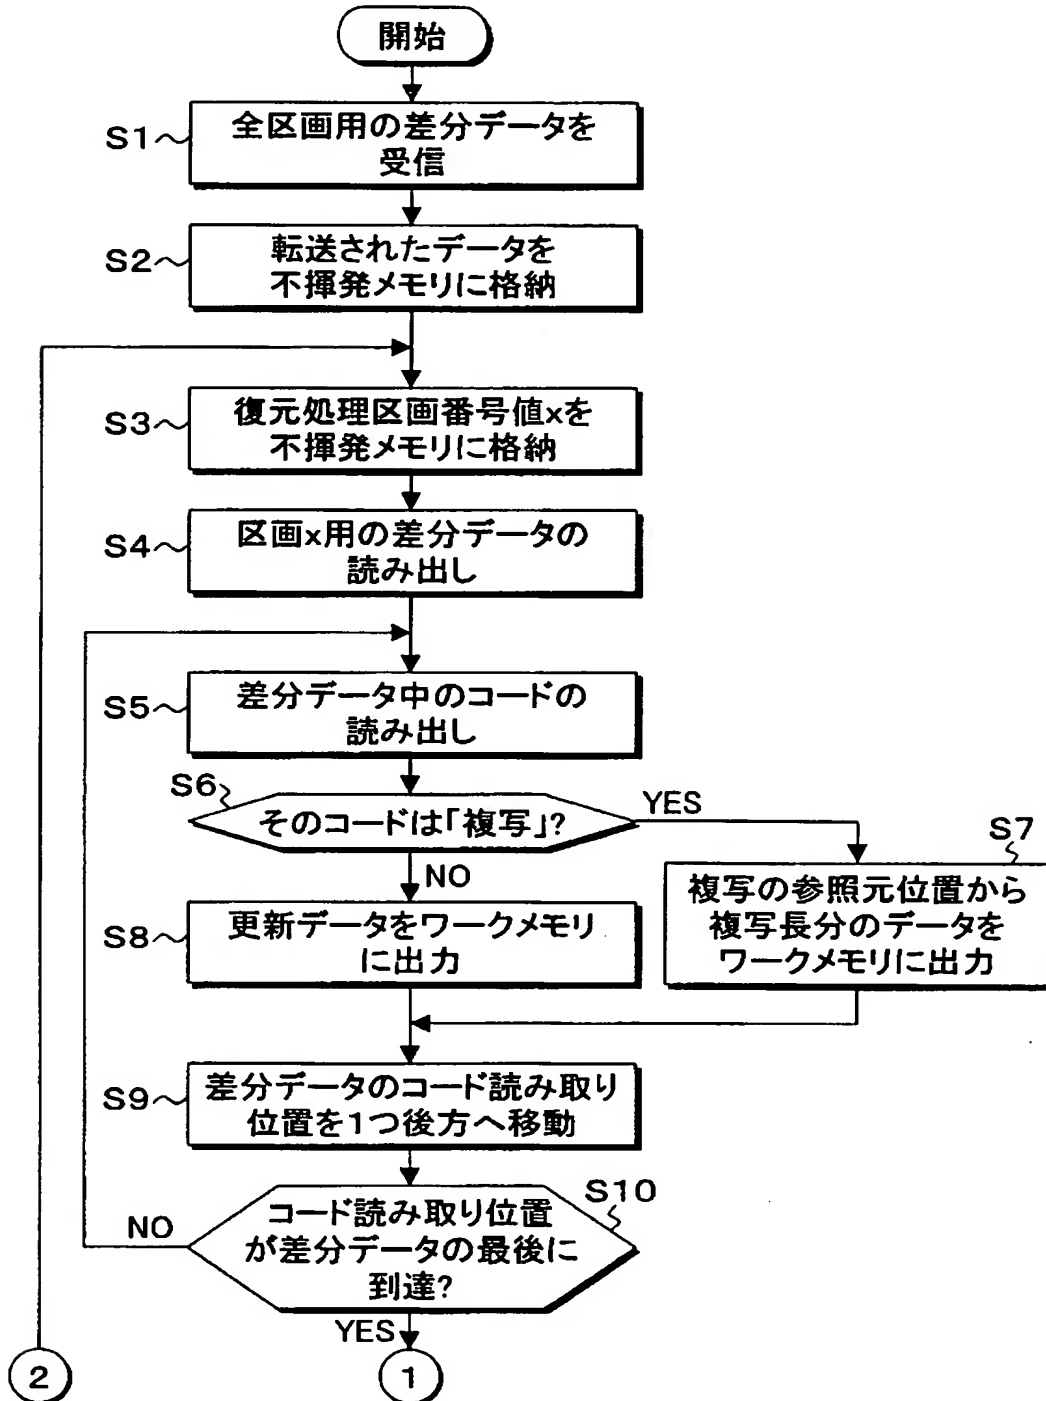 開始
S1
全区画用の差分データを
受信
S2
転送されたデータを
不揮発メモリに格納
S3
復元処理区画番号値xを
不揮発メモリに格納
S4
区画x用の差分データの
読み出し
S5
差分データ中のコードの
読み出し
S6
そのコードは「複写」?
YES
NO
S7
複写の参照元位置から
複写長分のデータを
ワークメモリに出力
S8
更新データをワークメモリ
に出力
S9
差分データのコード読み取り
位置を1つ後方へ移動
S10
コード読み取り位置
が差分データの最後に
到達?
NO
YES
2
1